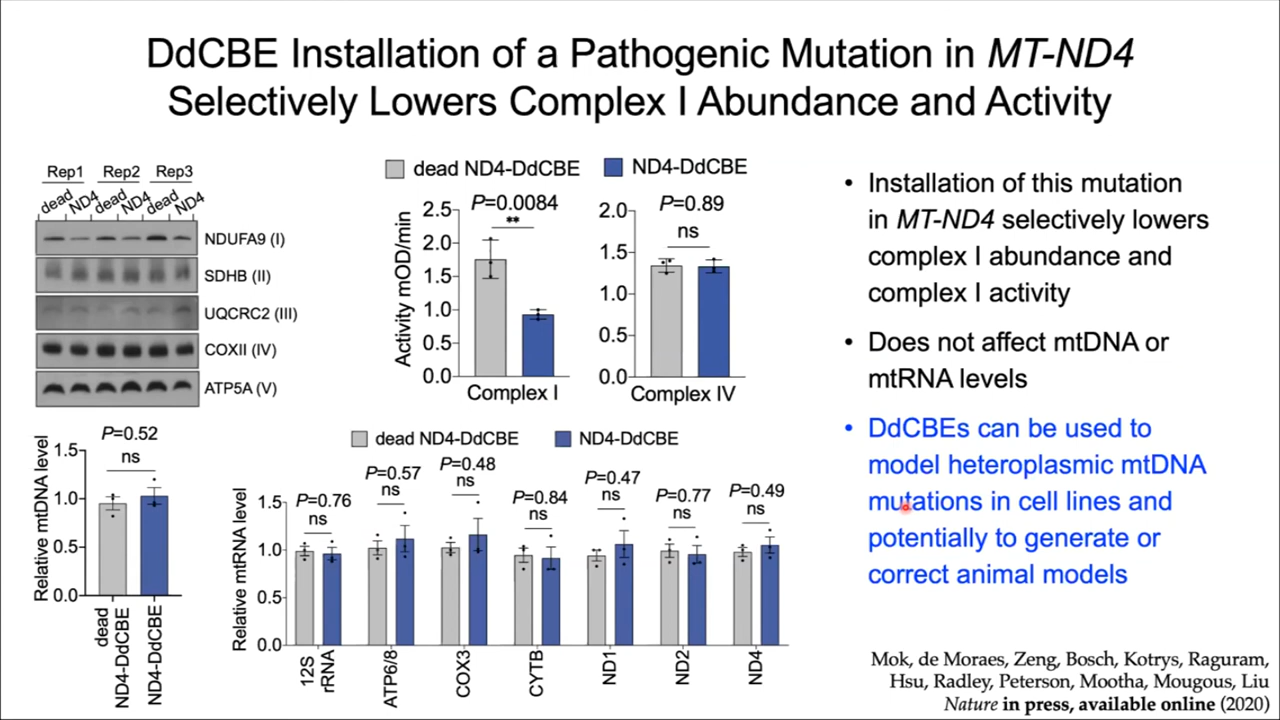 DdCBE Installation of a Pathogenic Mutation in MT-ND4
Selectively Lowers Complex I Abundance and Activity
Rep1 Rep2 Rep3
dead ND4 dead ND4 dead ND4
NDUFA9 (I)
SDHB (II)
UQCRC2 (III)
COXII (IV)
ATP5A (V)
dead ND4-DdCBE ND4-DdCBE
Activity mOD/min
2.5
2.0
1.5
1.0
0.5
0.0
P=0.0084
**
Complex I
2.0
1.5
1.0
0.5
0.0
P=0.89
ns
Complex IV
Relative mtDNA level
1.5
1.0
0.5
0.0
P=0.52
ns
dead
ND4-DdCBE
ND4-DdCBE
dead ND4-DdCBE ND4-DdCBE
Relative mtRNA level
1.5
1.0
0.5
0.0
P=0.76
ns
P=0.57
ns
P=0.48
ns
P=0.84
ns
P=0.47
ns
P=0.77
ns
P=0.49
ns
12S
rRNA
ATP6/8
COX3
CYTB
ND1
ND2
ND4
• Installation of this mutation
in MT-ND4 selectively lowers
complex I abundance and
complex I activity
• Does not affect mtDNA or
mtRNA levels
• DdCBEs can be used to
model heteroplasmic mtDNA
mutations in cell lines and
potentially to generate or
correct animal models
Mok, de Moraes, Zeng, Bosch, Kotrys, Raguram,
Hsu, Radley, Peterson, Mootha, Mougous, Liu
Nature in press, available online (2020)